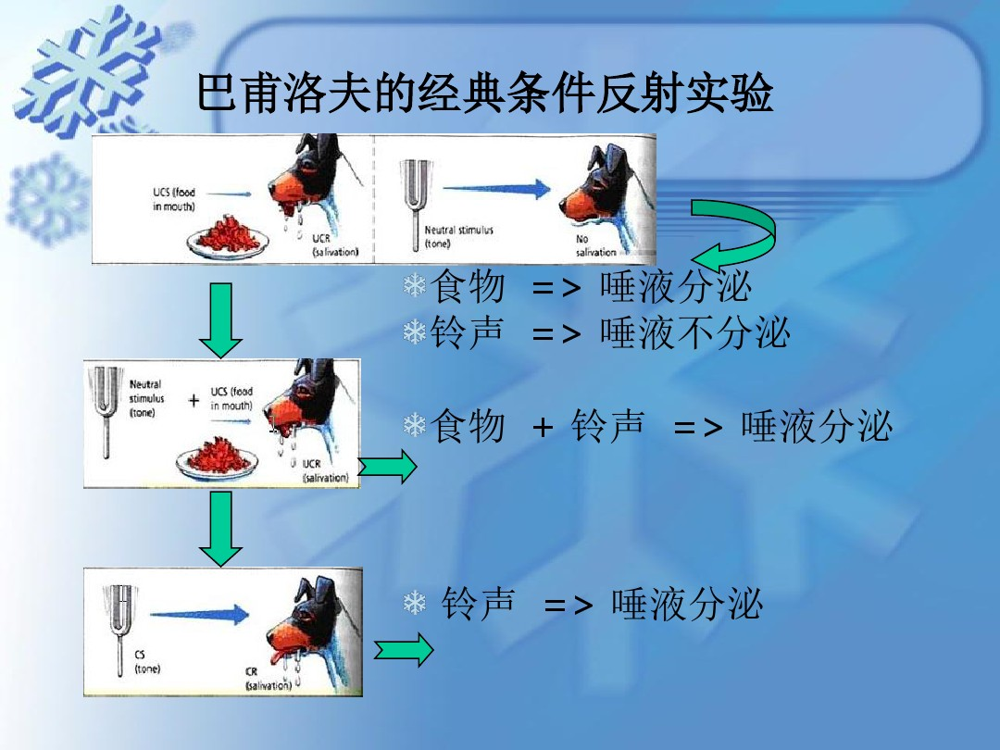 巴甫洛夫的经典条件反射实验
UCS (food
in mouth)
UCR
(salivation)
Neutral stimulus
(tone)
No
salivation
食物 => 唾液分泌
铃声 => 唾液不分泌
Neutral
stimulus
(tone)
+
UCS (food
in mouth)
UCR
(salivation)
食物 + 铃声 => 唾液分泌
CS
(tone)
CR
(salivation)
铃声 => 唾液分泌